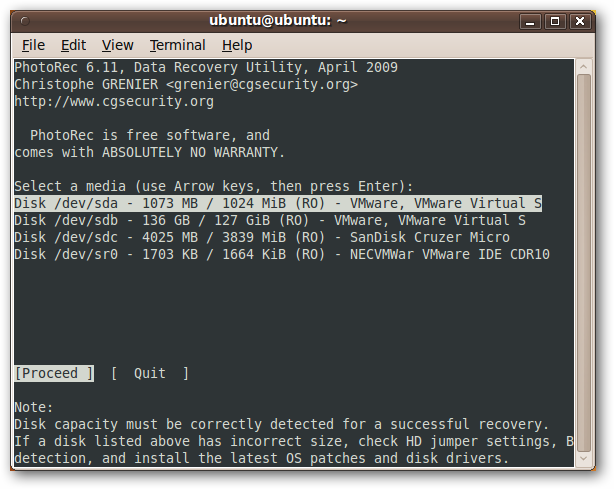 ubuntu@ubuntu: ~
File Edit View Terminal Help
PhotoRec 6.11, Data Recovery Utility, April 2009
Christophe GRENIER <grenier@cgsecurity.org>
http://www.cgsecurity.org
PhotoRec is free software, and
comes with ABSOLUTELY NO WARRANTY.
Select a media (use Arrow keys, then press Enter):
Disk /dev/sda - 1073 MB / 1024 MiB (RO) - VMware, VMware Virtual S
Disk /dev/sdb - 136 GB / 127 GiB (RO) - VMware, VMware Virtual S
Disk /dev/sdc - 4025 MB / 3839 MiB (RO) - SanDisk Cruzer Micro
Disk /dev/sr0 - 1703 KB / 1664 KiB (RO) - NECVMWar VMware IDE CDR10
[Proceed ] [ Quit ]
Note:
Disk capacity must be correctly detected for a successful recovery.
If a disk listed above has incorrect size, check HD jumper settings, B
detection, and install the latest OS patches and disk drivers.